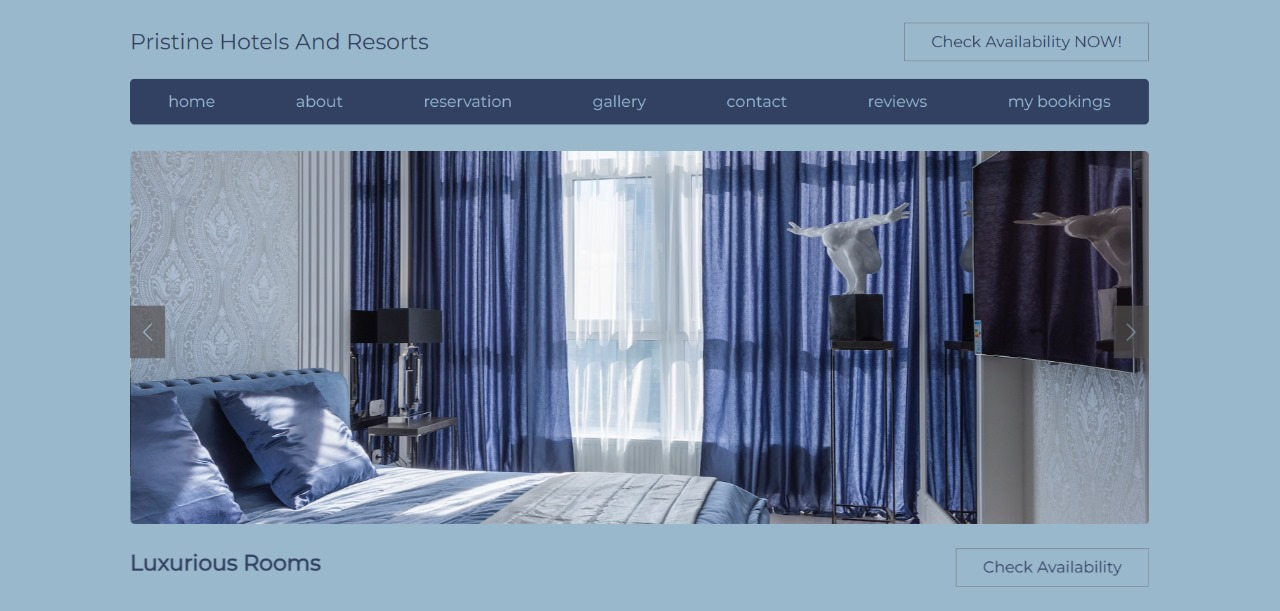 Pristine Hotels And Resorts
Check Availability NOW!
home about reservation gallery contact reviews my bookings
Luxurious Rooms
Check Availability